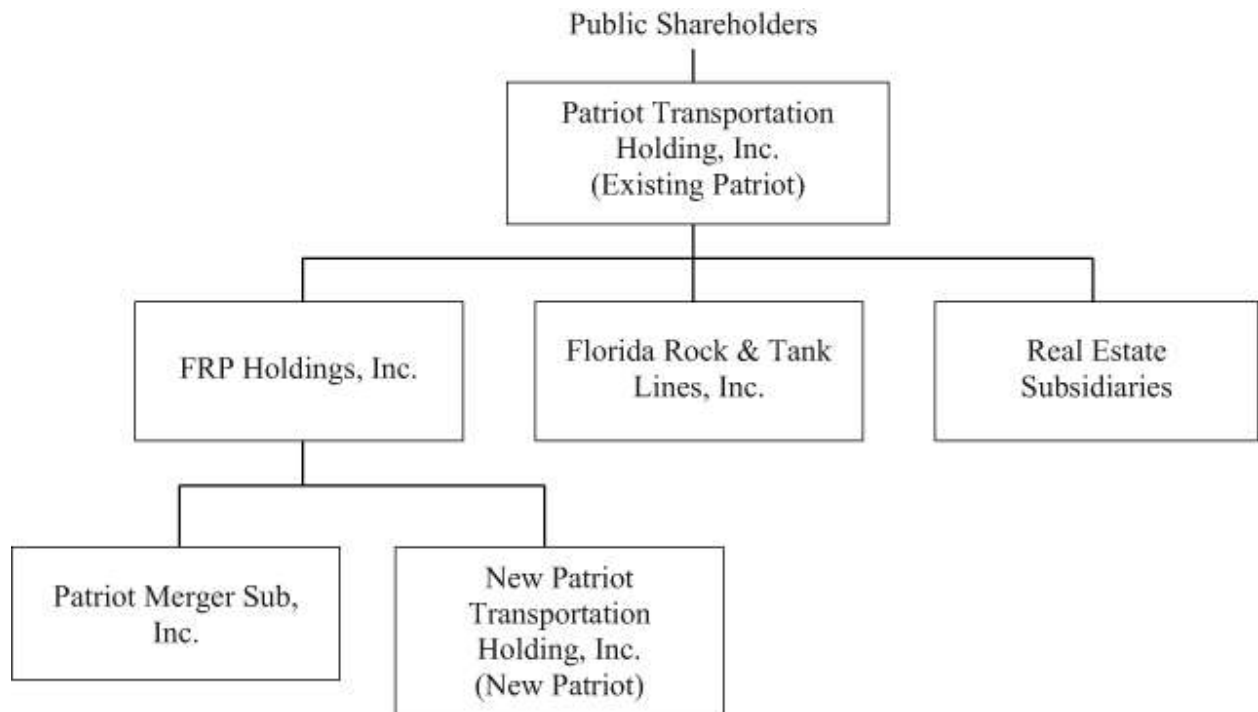 Public Shareholders
Patriot Transportation
Holding, Inc.
(Existing Patriot)
FRP Holdings, Inc.
Florida Rock & Tank
Lines, Inc.
Real Estate
Subsidiaries
Patriot Merger Sub,
Inc.
New Patriot
Transportation
Holding, Inc.
(New Patriot)